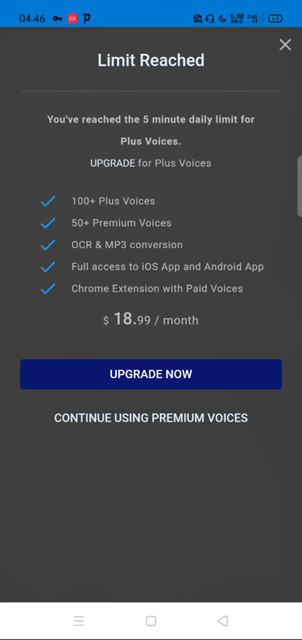 04.46
Limit Reached
You've reached the 5 minute daily limit for
Plus Voices.
UPGRADE for Plus Voices
100+ Plus Voices
50+ Premium Voices
OCR & MP3 conversion
Full access to iOS App and Android App
Chrome Extension with Paid Voices
$ 18.99 / month
UPGRADE NOW
CONTINUE USING PREMIUM VOICES